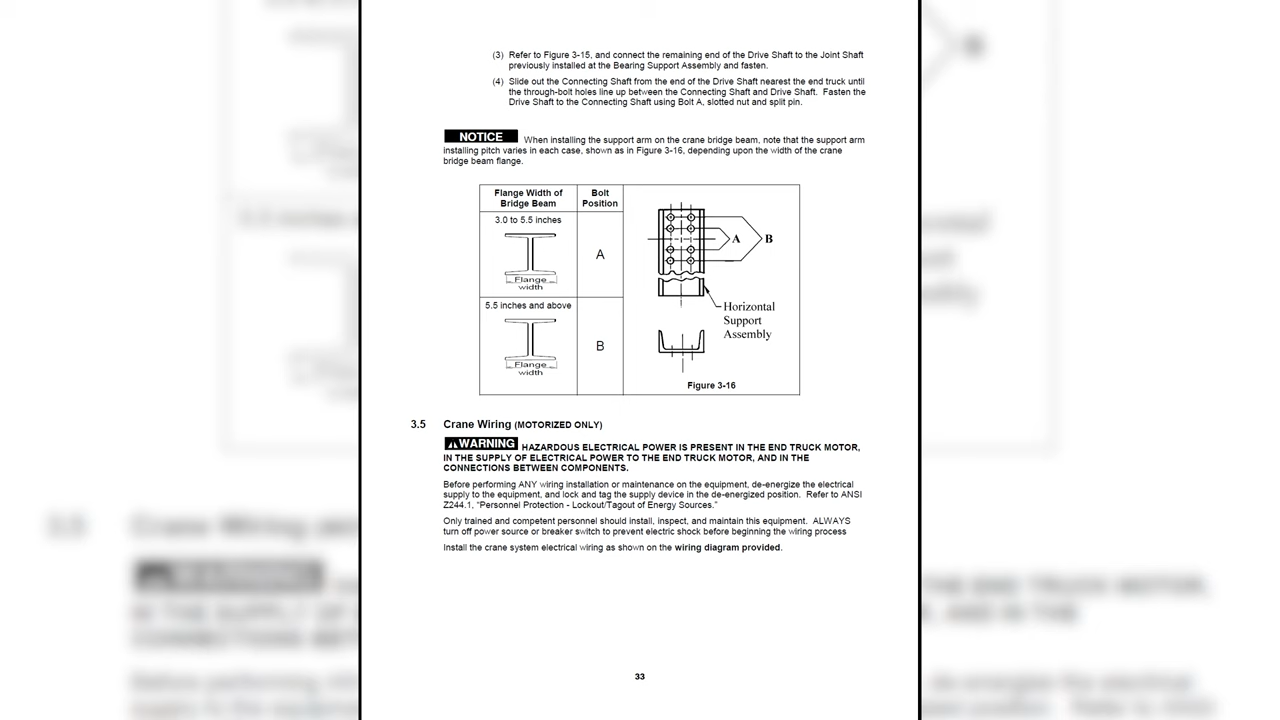 (3) Refer to Figure 3-15, and connect the remaining end of the Drive Shaft to the Joint Shaft
previously installed at the Bearing Support Assembly and fasten.
(4) Slide out the Connecting Shaft from the end of the Drive Shaft nearest the end truck until
the through-bolt holes line up between the Connecting Shaft and Drive Shaft. Fasten the
Drive Shaft to the Connecting Shaft using Bolt A, slotted nut and split pin.
NOTICE When installing the support arm on the crane bridge beam, note that the support arm
installing pitch varies in each case, shown as in Figure 3-16, depending upon the width of the crane
bridge beam flange.
Flange Width of
Bridge Beam
Bolt
Position
3.0 to 5.5 inches
Flange
width
A
5.5 inches and above
Flange
width
B
A B
Horizontal
Support
Assembly
Figure 3-16
3.5 Crane Wiring (MOTORIZED ONLY)
WARNING HAZARDOUS ELECTRICAL POWER IS PRESENT IN THE END TRUCK MOTOR,
IN THE SUPPLY OF ELECTRICAL POWER TO THE END TRUCK MOTOR, AND IN THE
CONNECTIONS BETWEEN COMPONENTS.
Before performing ANY wiring installation or maintenance on the equipment, de-energize the electrical
supply to the equipment, and lock and tag the supply device in the de-energized position. Refer to ANSI
Z244.1, "Personnel Protection - Lockout/Tagout of Energy Sources."
Only trained and competent personnel should install, inspect, and maintain this equipment. ALWAYS
turn off power source or breaker switch to prevent electric shock before beginning the wiring process
Install the crane system electrical wiring as shown on the wiring diagram provided.
33